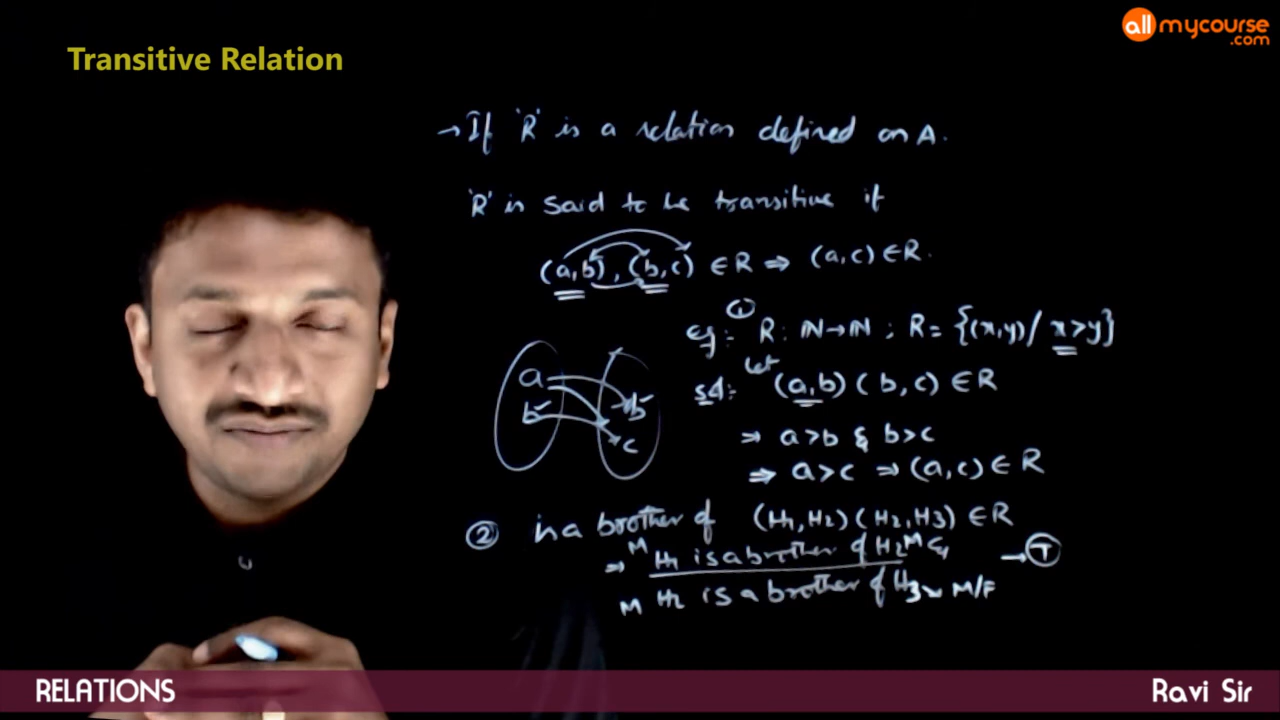 Transitive Relation
all mycourse
.com
→ If 'R' is a relation defined on A.
'R' is said to be transitive if
(a,b), (b,c) ∈ R ⇒ (a,c) ∈ R.
eg:- ① R: N→N ; R= {(x,y)/ x>y}
let
sol:- (a,b) (b,c) ∈ R
⇒ a>b & b>c
⇒ a>c ⇒ (a,c) ∈ R
a
b
b
c
② is a brother of (H1,H2) (H2,H3) ∈ R
⇒ M H1 is a brother of H2 M → T
M H2 is a brother of H3 M/F
RELATIONS
Ravi Sir